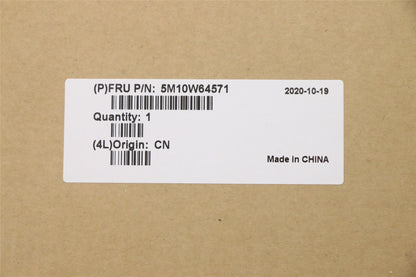 (P)FRU P/N: 5M10W64571
2020-10-19
Quantity: 1
(4L)Origin: CN
Made in CHINA